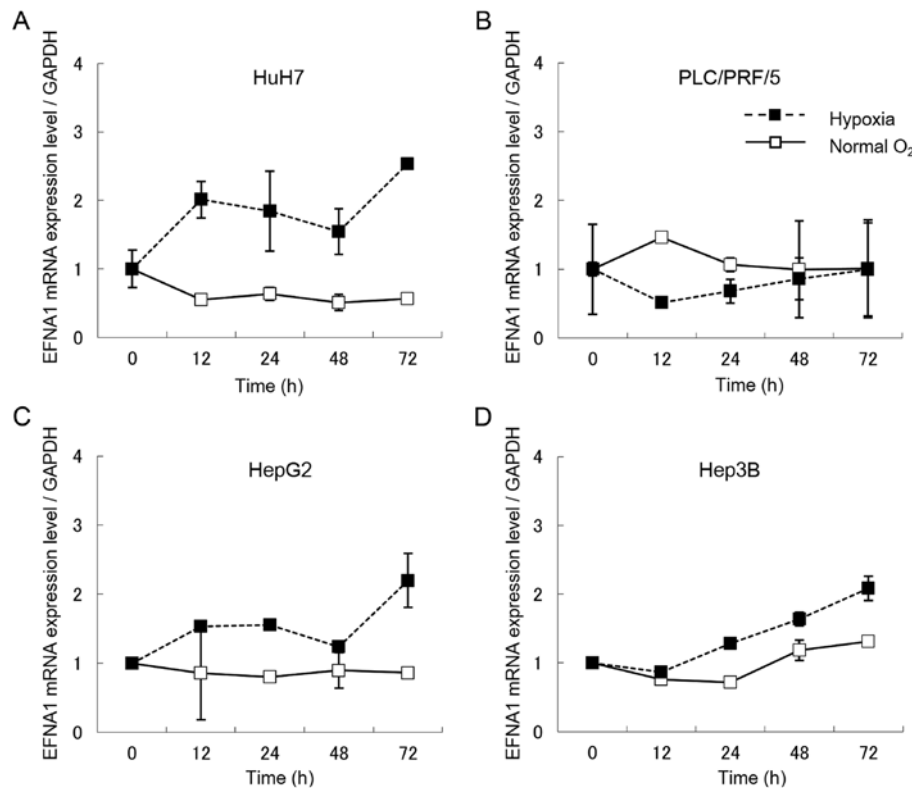 A
EFNA1 mRNA expression level / GAPDH
HuH7
4
3
2
1
0
0 12 24 48 72
Time (h)
B
EFNA1 mRNA expression level / GAPDH
PLC/PRF/5
Hypoxia
Normal O₂
4
3
2
1
0
0 12 24 48 72
Time (h)
C
EFNA1 mRNA expression level / GAPDH
HepG2
4
3
2
1
0
0 12 24 48 72
Time (h)
D
EFNA1 mRNA expression level / GAPDH
Hep3B
4
3
2
1
0
0 12 24 48 72
Time (h)